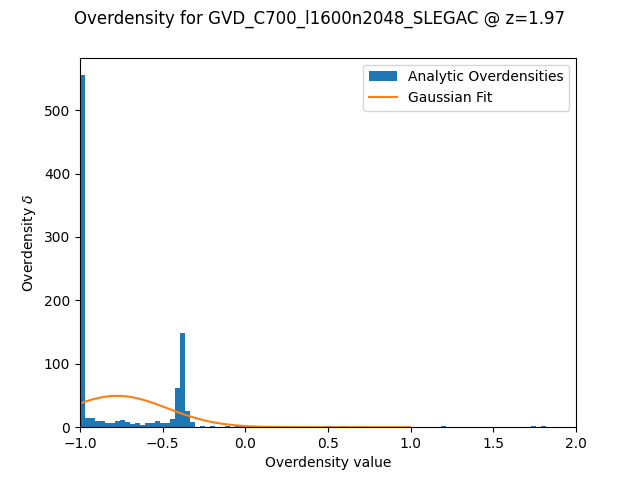 Overdensity for GVD_C700_l1600n2048_SLEGAC @ z=1.97
Analytic Overdensities
Gaussian Fit
Overdensity δ
500
400
300
200
100
0
−1.0 −0.5 0.0 0.5 1.0 1.5 2.0
Overdensity value